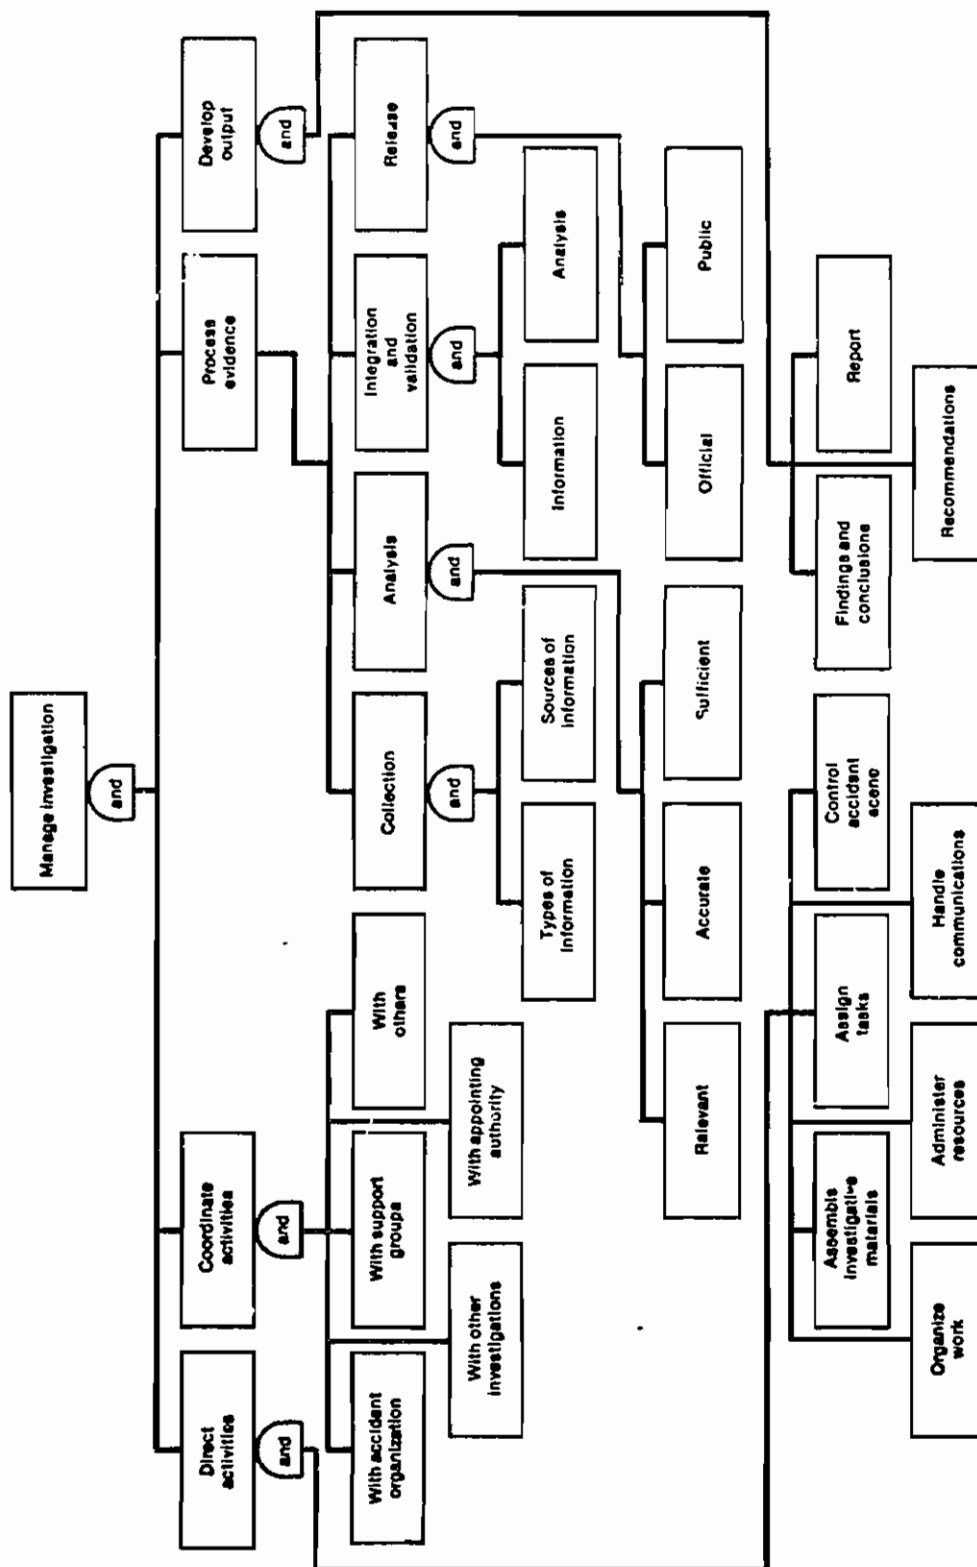 Manage investigation
and
Direct
activities
and
Coordinate
activities
and
Process
evidence
Develop
output
and
With accident
organization
With support
groups
With
others
Collection
and
Analysis
and
Integration
and
validation
and
Release
and
With other
investigations
With appointing
authority
Types of
Information
Sources of
information
Information
Analysis
Relevant
Accurate
Sufficient
Official
Public
Assemble
investigative
materials
Assign
tasks
Control
accident
scene
Findings and
conclusions
Report
Organize
work
Administer
resources
Handle
communications
Recommendations